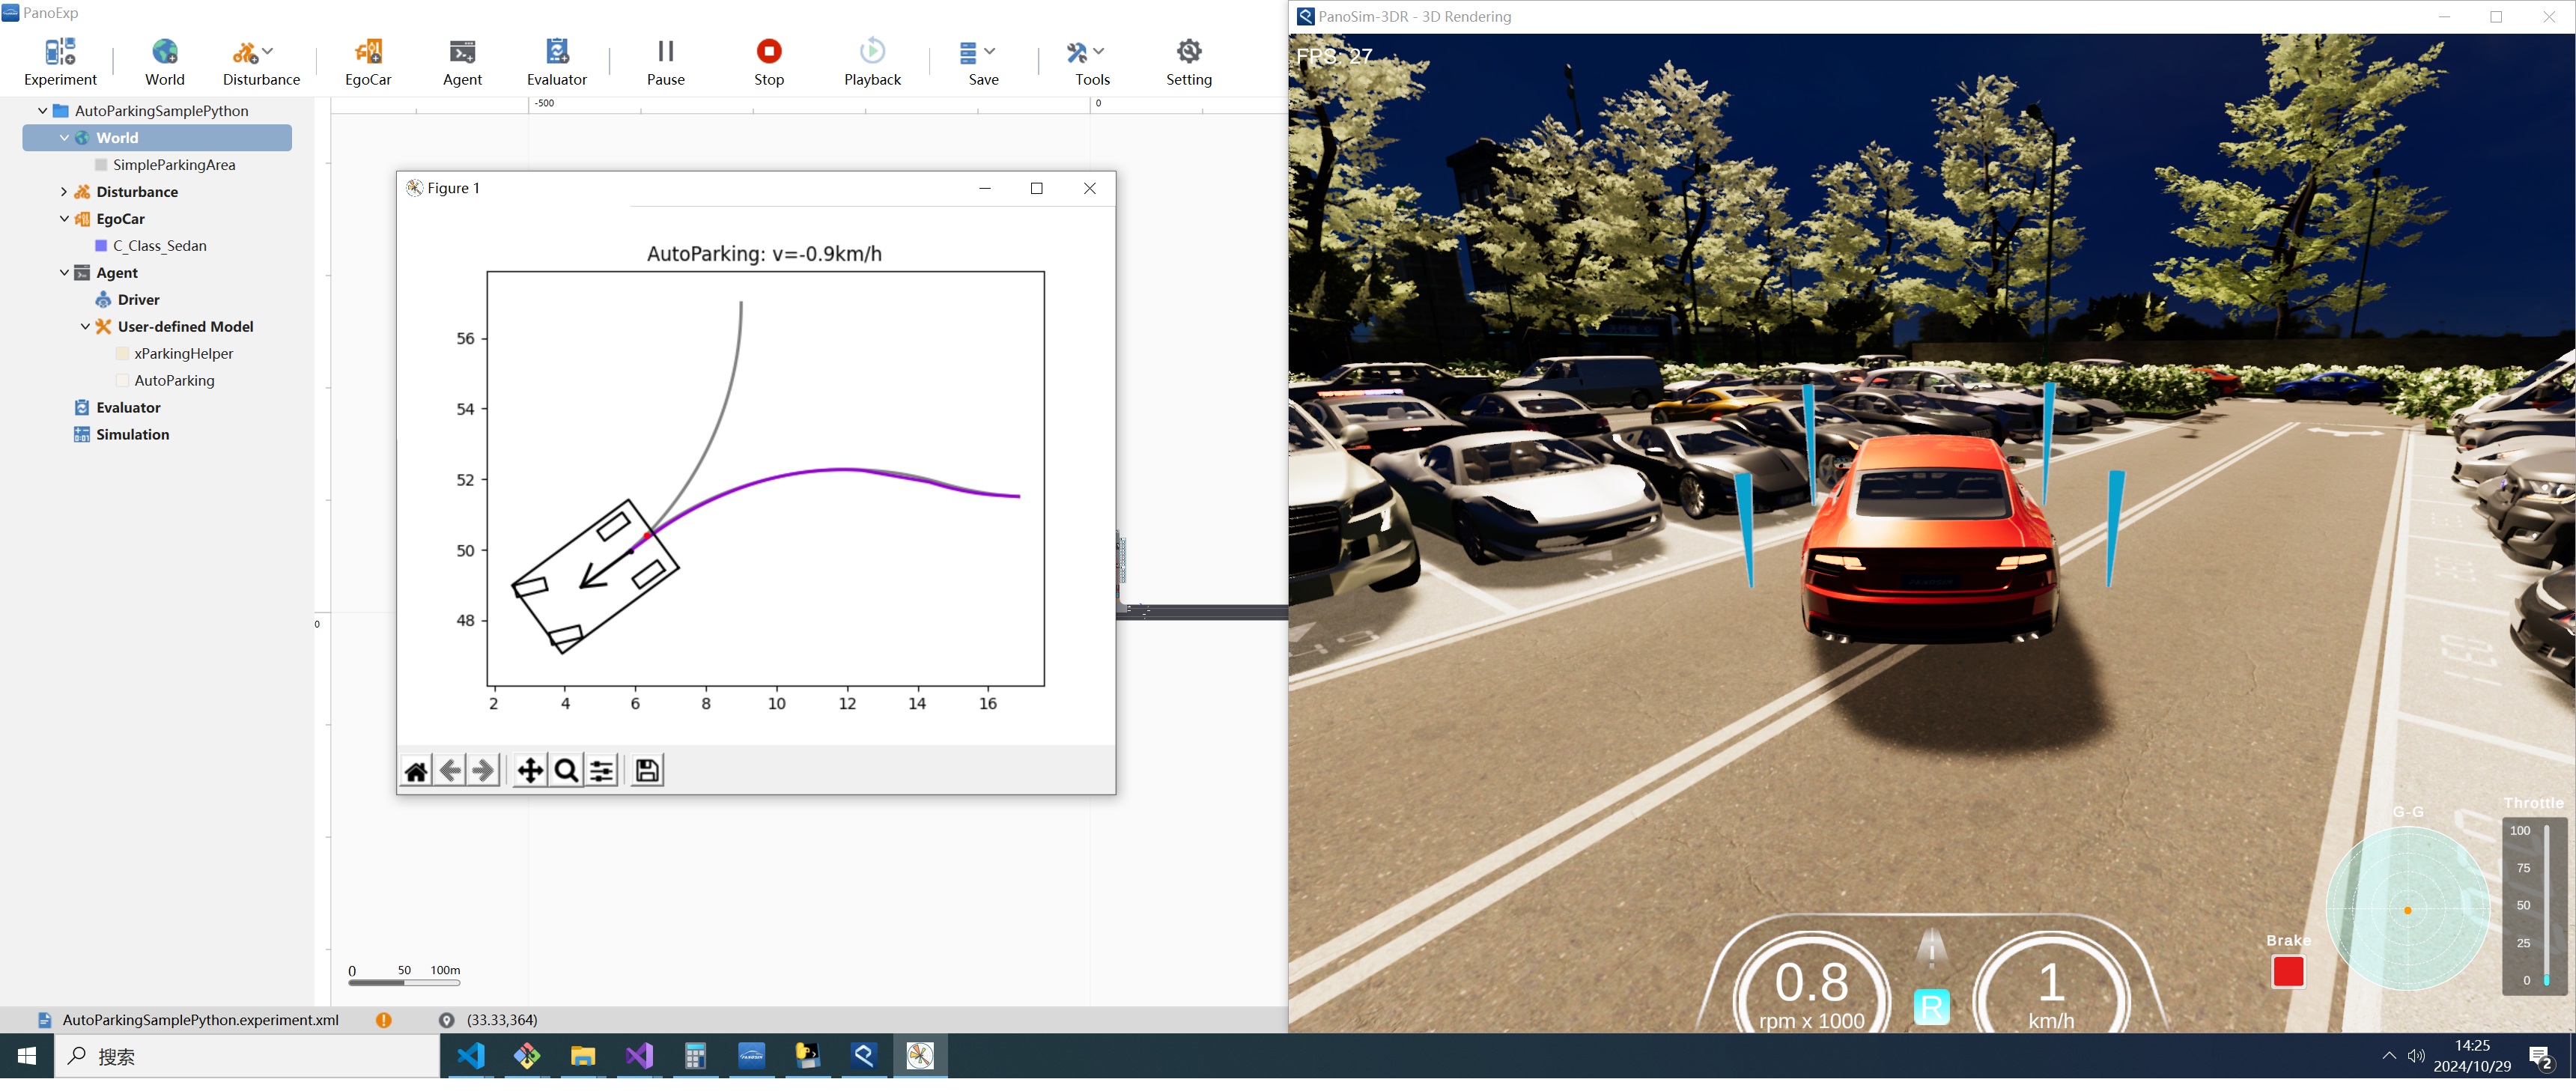 PanoExp
Experiment
World
Disturbance
EgoCar
Agent
Evaluator
Pause
Stop
Playback
Save
Tools
Setting
AutoParkingSamplePython
World
SimpleParkingArea
Disturbance
EgoCar
C_Class_Sedan
Agent
Driver
User-defined Model
xParkingHelper
AutoParking
Evaluator
Simulation
-500
0
0
Figure 1
AutoParking: v=-0.9km/h
56
54
52
50
48
2 4 6 8 10 12 14 16
0 50 100m
AutoParkingSamplePython.experiment.xml
(33.33,364)
PanoSim-3DR - 3D Rendering
FPS: 27
G-G
Throttle
100
75
50
25
0
Brake
0.8
rpm x 1000
R
1
km/h
搜索
14:25
2024/10/29
2